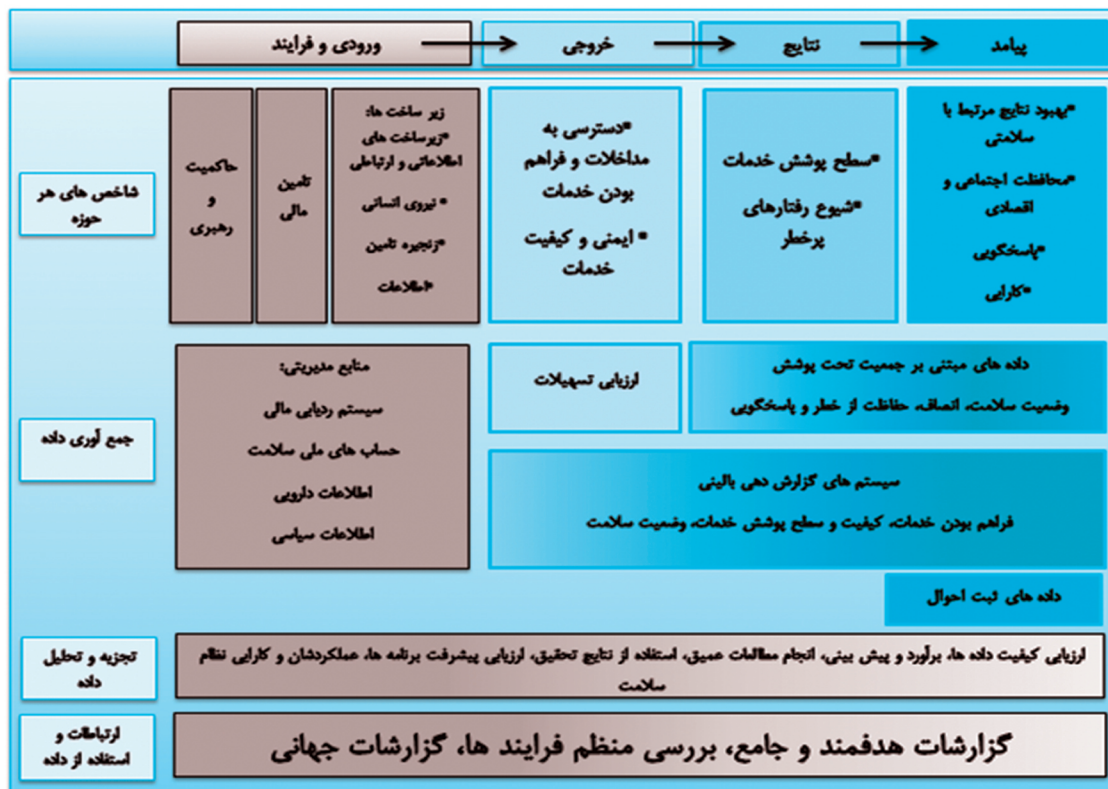 ورودی و فرایند
خروجی
نتایج
پیامد
شاخص های هر
حوزه
حاکمیت
و
رهبری
تامین
مالی
زیر ساخت ها:
▪زیرساخت های
اطلاعاتی و ارتباطی
▪ نیروی انسانی
▪زنجیره تامین
▪اطلاعات
▪دسترسی به
مداخلات و فراهم
بودن خدمات
▪ ایمنی و کیفیت
خدمات
▪سطح پوشش خدمات
▪شیوع رفتارهای
پرخطر
▪بهبود نتایج مرتبط با
سلامتی
▪محافظت اجتماعی و
اقتصادی
▪پاسخگویی
▪کارایی
جمع آوری داده
منابع مدیریتی:
سیستم ردیابی مالی
حساب های ملی سلامت
اطلاعات دارویی
اطلاعات سیاسی
ارزیابی تسهیلات
داده های مبتنی بر جمعیت تحت پوشش
وضعیت سلامت، انصاف، حفاظت از خطر و پاسخگویی
سیستم های گزارش دهی بالینی
فراهم بودن خدمات، کیفیت و سطح پوشش خدمات، وضعیت سلامت
داده های ثبت احوال
تجزیه و تحلیل
داده
ارزیابی کیفیت داده ها، برآورد و پیش بینی، انجام مطالعات عمیق، استفاده از نتایج تحقیق، ارزیابی پیشرفت برنامه ها، عملکردشان و کارایی نظام
سلامت
ارتباطات و
استفاده از داده
گزارشات هدفمند و جامع، بررسی منظم فرایند ها، گزارشات جهانی